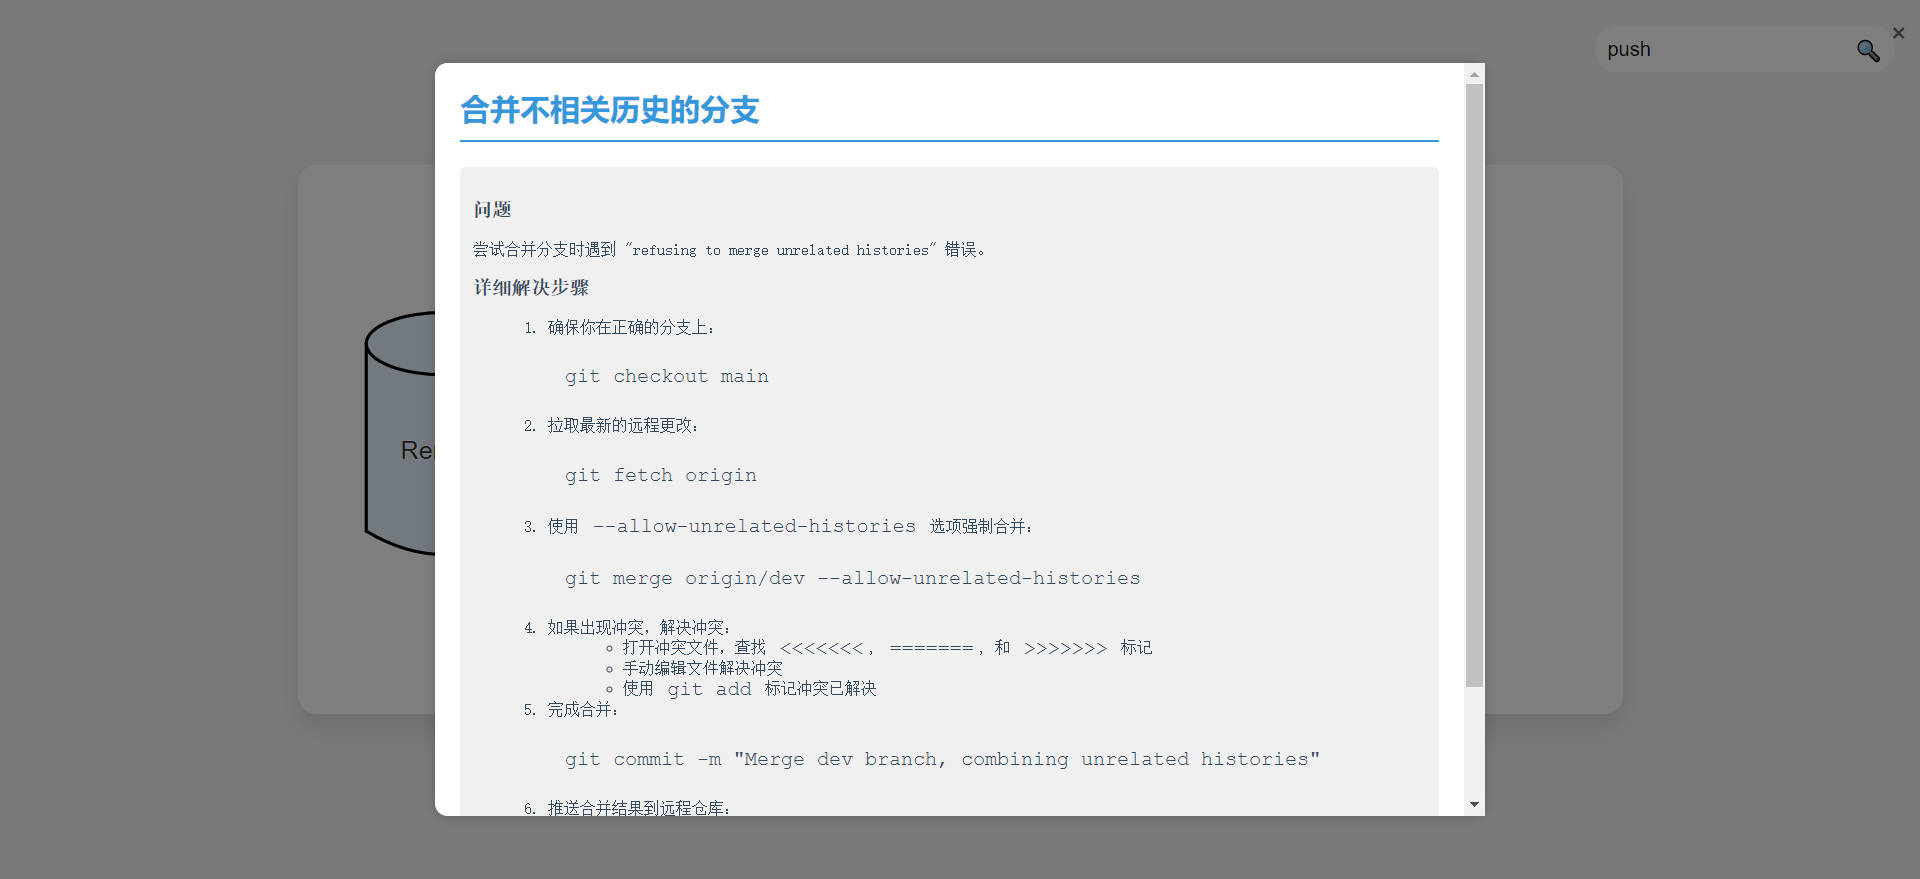 push
合并不相关历史的分支
问题
尝试合并分支时遇到 "refusing to merge unrelated histories" 错误。
详细解决步骤
1. 确保你在正确的分支上：
git checkout main
2. 拉取最新的远程更改：
git fetch origin
3. 使用 --allow-unrelated-histories 选项强制合并：
git merge origin/dev --allow-unrelated-histories
4. 如果出现冲突，解决冲突：
打开冲突文件，查找 <<<<<<<, =======, 和 >>>>>>> 标记
手动编辑文件解决冲突
使用 git add 标记冲突已解决
5. 完成合并：
git commit -m "Merge dev branch, combining unrelated histories"
6. 推送合并结果到远程仓库：